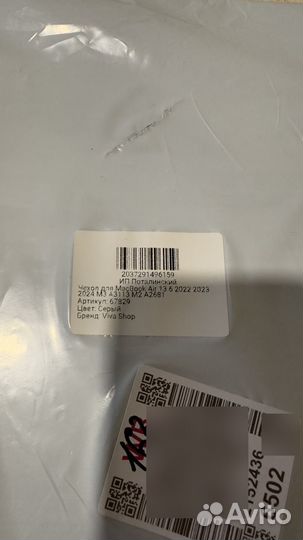 2037291496159
ИП Поталинский
Чехол для MacBook Air 13 6 2022 2023
2024 M3 A3113 M2 A2681
Артикул: 67829
Цвет: Серый
Бренд: Viva Shop
502
Avito